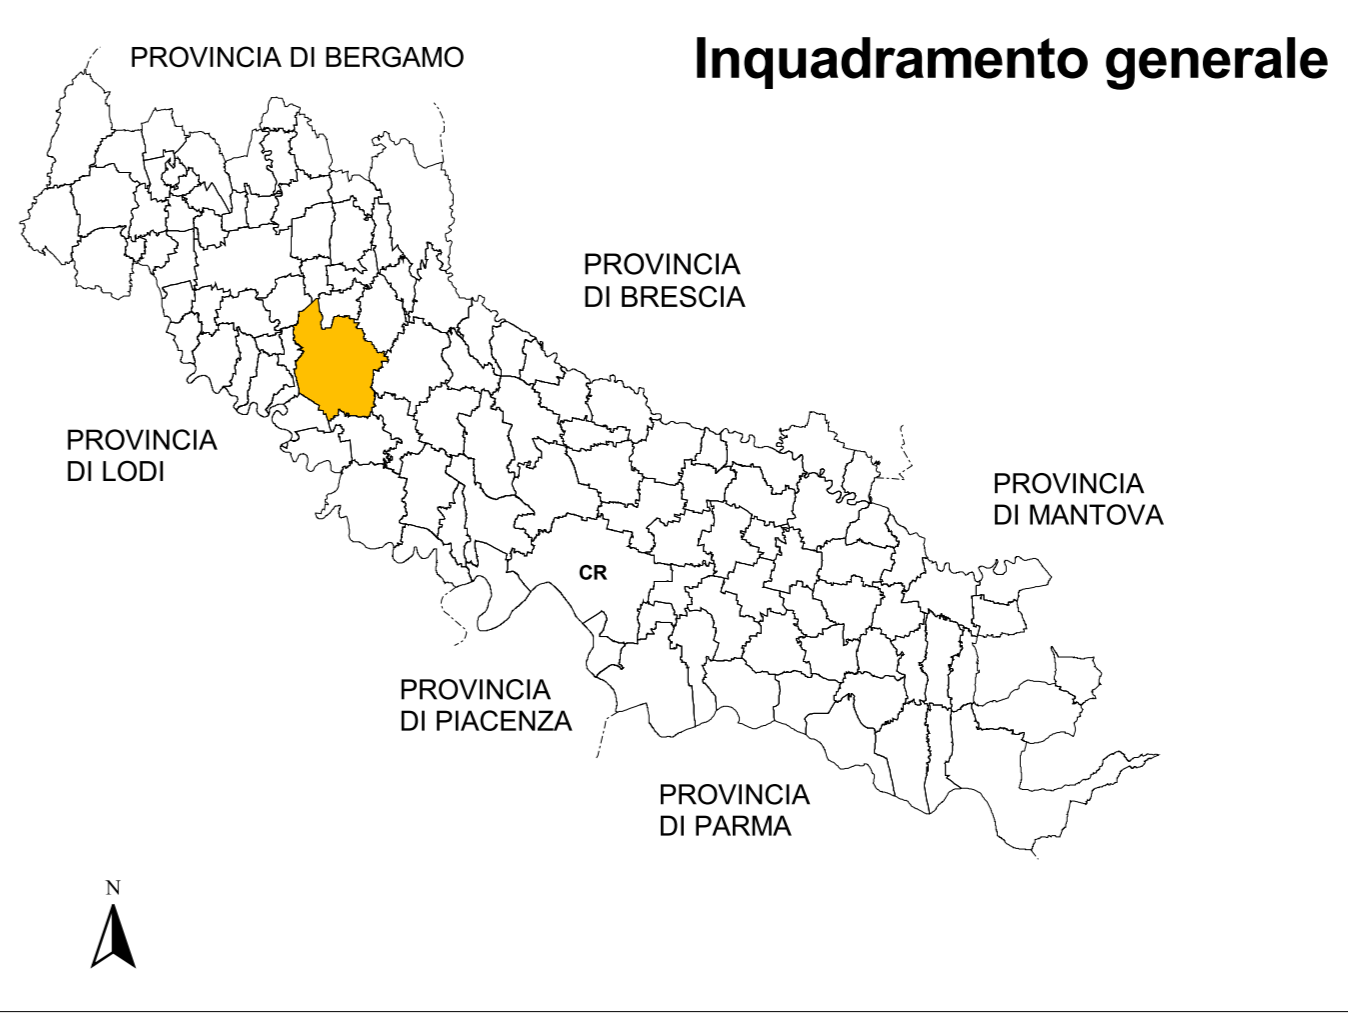 Inquadramento generale
PROVINCIA DI BERGAMO
PROVINCIA
DI BRESCIA
PROVINCIA
DI LODI
PROVINCIA
DI MANTOVA
CR
PROVINCIA
DI PIACENZA
PROVINCIA
DI PARMA
N